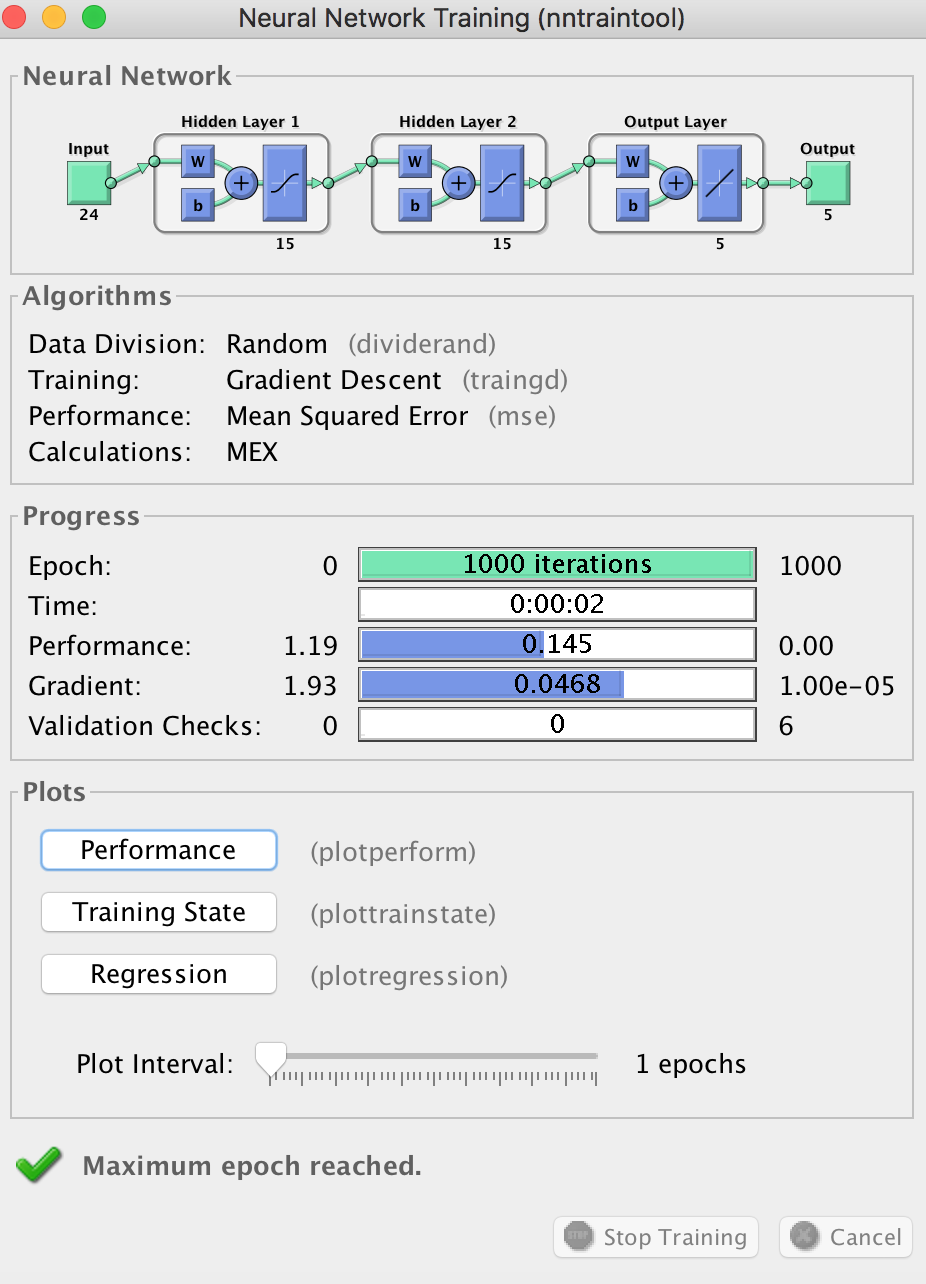 Neural Network Training (nntraintool)
Neural Network
Hidden Layer 1 Hidden Layer 2 Output Layer
Input Output
W W W
b b b
24 5
15 15 5
Algorithms
Data Division: Random (dividerand)
Training: Gradient Descent (traingd)
Performance: Mean Squared Error (mse)
Calculations: MEX
Progress
Epoch: 0 1000 iterations 1000
Time: 0:00:02
Performance: 1.19 0.145 0.00
Gradient: 1.93 0.0468 1.00e-05
Validation Checks: 0 0 6
Plots
Performance (plotperform)
Training State (plottrainstate)
Regression (plotregression)
Plot Interval: 1 epochs
Maximum epoch reached.
STOP Stop Training Cancel